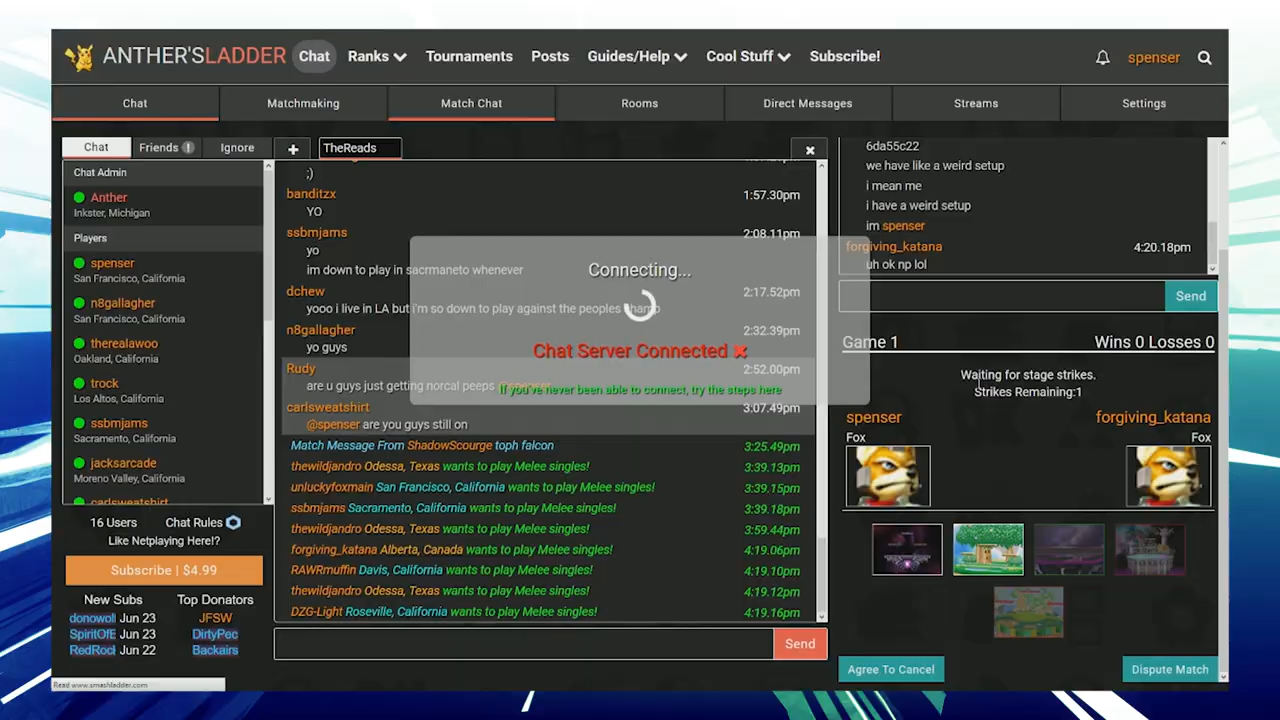 ANTHER'SLADDER Chat Ranks Tournaments Posts Guides/Help Cool Stuff Subscribe! spenser
Chat Matchmaking Match Chat Rooms Direct Messages Streams Settings
Chat Friends ! Ignore + TheReads
Chat Admin
Anther
Inkster, Michigan
Players
spenser
San Francisco, California
n8gallagher
San Francisco, California
therealawoo
Oakland, California
trock
Los Altos, California
ssbmjams
Sacramento, California
jacksarcade
Moreno Valley, California
carlsweatshirt
16 Users Chat Rules
Like Netplaying Here!?
Subscribe | $4.99
New Subs Top Donators
donowoll Jun 23 JFSW
SpiritOfE Jun 23 DirtyPec
RedRocl Jun 22 Backairs
Read www.smashladder.com
;)
banditzx 1:57.30pm
YO
ssbmjams 2:08.11pm
yo
im down to play in sacrmaneto whenever
dchew 2:17.52pm
yooo i live in LA but i'm so down to play against the peoples champ
n8gallagher 2:32.39pm
yo guys
Rudy 2:52.00pm
are u guys just getting norcal peeps @spenser
carlsweatshirt 3:07.49pm
@spenser are you guys still on
Match Message From ShadowScourge toph falcon 3:25.49pm
thewildjandro Odessa, Texas wants to play Melee singles! 3:39.13pm
unluckyfoxmain San Francisco, California wants to play Melee singles! 3:39.15pm
ssbmjams Sacramento, California wants to play Melee singles! 3:39.18pm
thewildjandro Odessa, Texas wants to play Melee singles! 3:59.44pm
forgiving_katana Alberta, Canada wants to play Melee singles! 4:19.06pm
RAWRmuffin Davis, California wants to play Melee singles! 4:19.10pm
thewildjandro Odessa, Texas wants to play Melee singles! 4:19.12pm
DZG-Light Roseville, California wants to play Melee singles! 4:19.16pm
Send
Connecting...
Chat Server Connected
If you've never been able to connect, try the steps here
6da55c22
we have like a weird setup
i mean me
i have a weird setup
im spenser
forgiving_katana 4:20.18pm
uh ok np lol
Send
Game 1 Wins 0 Losses 0
Waiting for stage strikes.
Strikes Remaining:1
spenser forgiving_katana
Fox Fox
Agree To Cancel Dispute Match